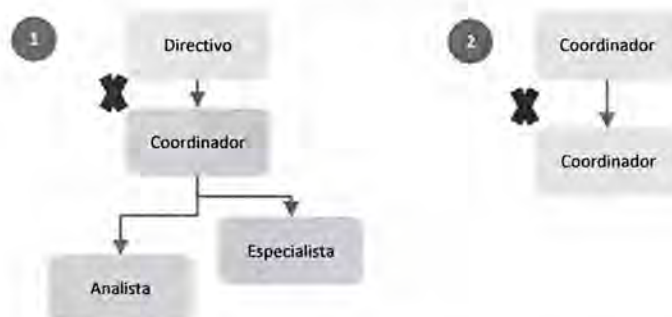 1
Directivo
Coordinador
Especialista
Analista
2
Coordinador
Coordinador